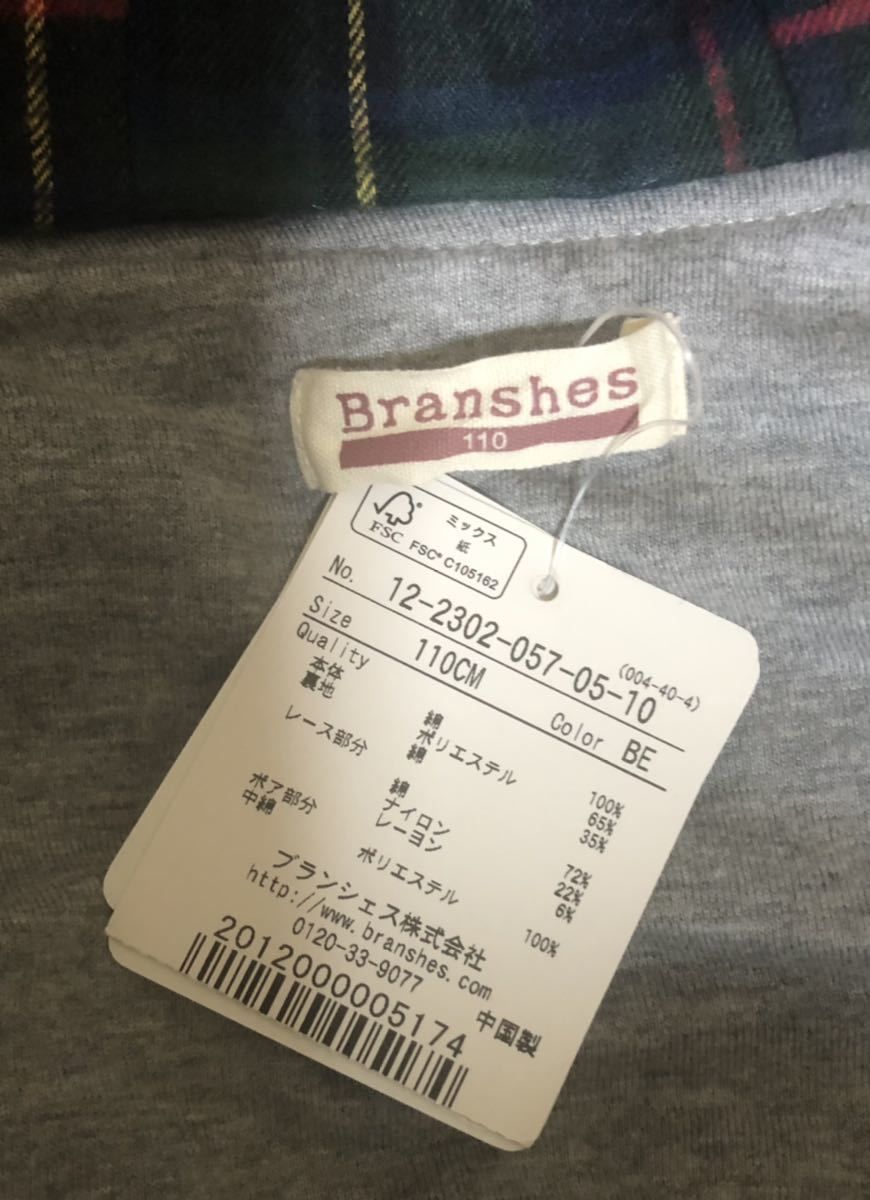 Branshes
110
FSC
ミックス
紙
FSC® C105162
No. 12-2302-057-05-10
(004-40-4)
Size 110CM Color BE
Quality
本体 綿 100%
裏地 ポリエステル 65%
綿 35%
レース部分 綿 72%
ナイロン 22%
レーヨン 6%
ボア部分 ポリエステル 100%
中綿
ブランシェス株式会社
http://www.branshes.com
0120-33-9077
中国製
2012000005174